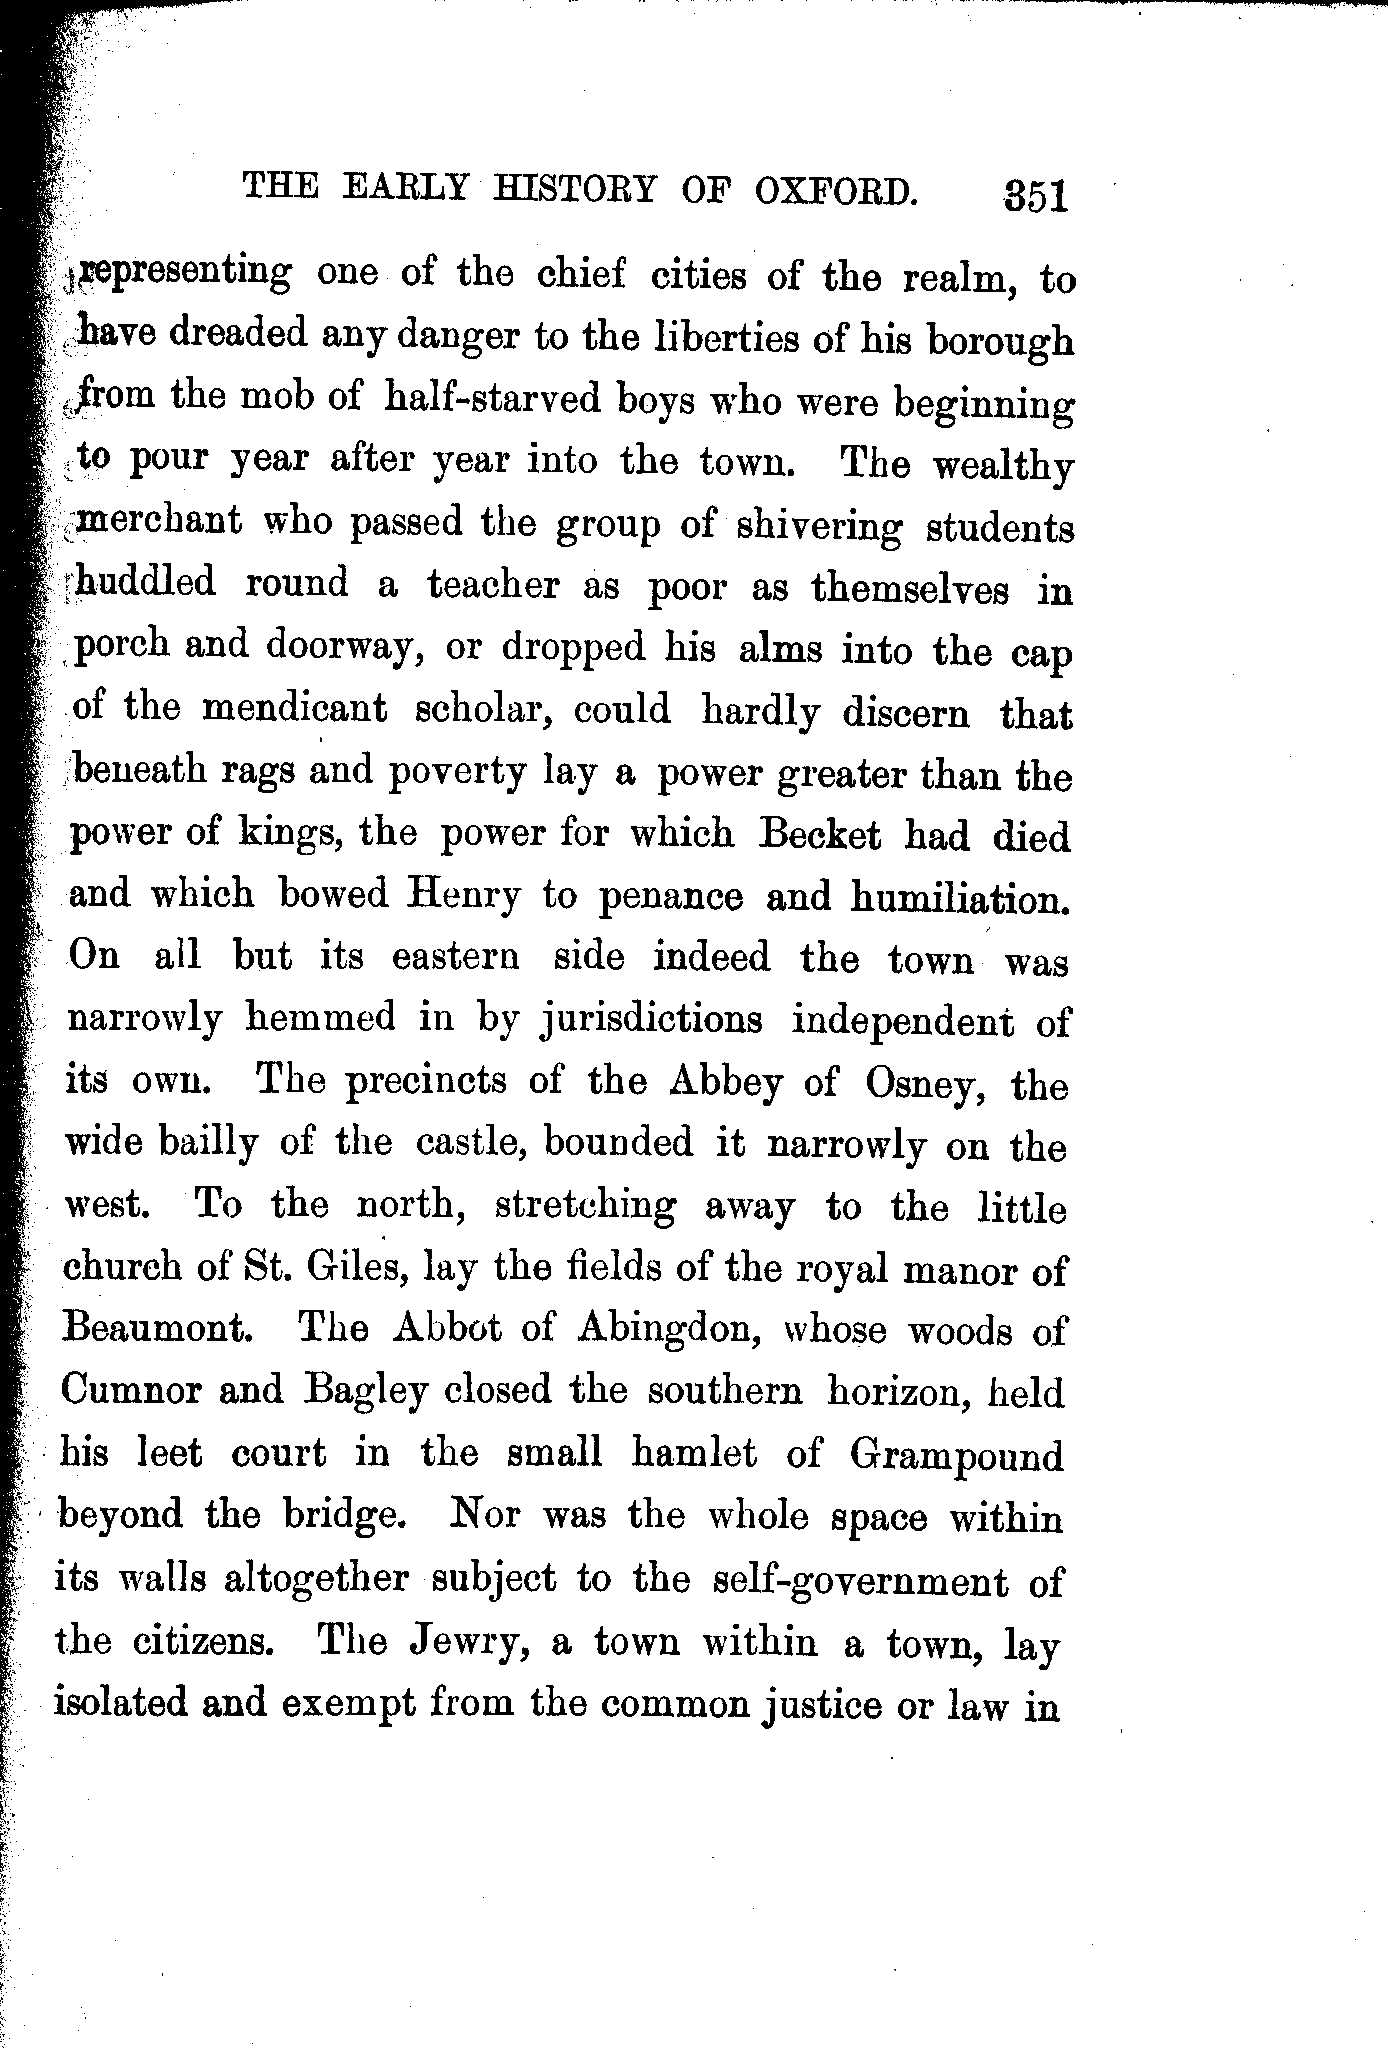 THE EARLY HISTORY OF OXFORD. 351
representing one of the chief cities of the realm, to
have dreaded any danger to the liberties of his borough
from the mob of half-starved boys who were beginning
to pour year after year into the town. The wealthy
merchant who passed the group of shivering students
huddled round a teacher as poor as themselves in
porch and doorway, or dropped his alms into the cap
of the mendicant scholar, could hardly discern that
beneath rags and poverty lay a power greater than the
power of kings, the power for which Becket had died
and which bowed Henry to penance and humiliation.
On all but its eastern side indeed the town was
narrowly hemmed in by jurisdictions independent of
its own. The precincts of the Abbey of Osney, the
wide bailly of the castle, bounded it narrowly on the
west. To the north, stretching away to the little
church of St. Giles, lay the fields of the royal manor of
Beaumont. The Abbot of Abingdon, whose woods of
Cumnor and Bagley closed the southern horizon, held
his leet court in the small hamlet of Grampound
beyond the bridge. Nor was the whole space within
its walls altogether subject to the self-government of
the citizens. The Jewry, a town within a town, lay
isolated and exempt from the common justice or law in